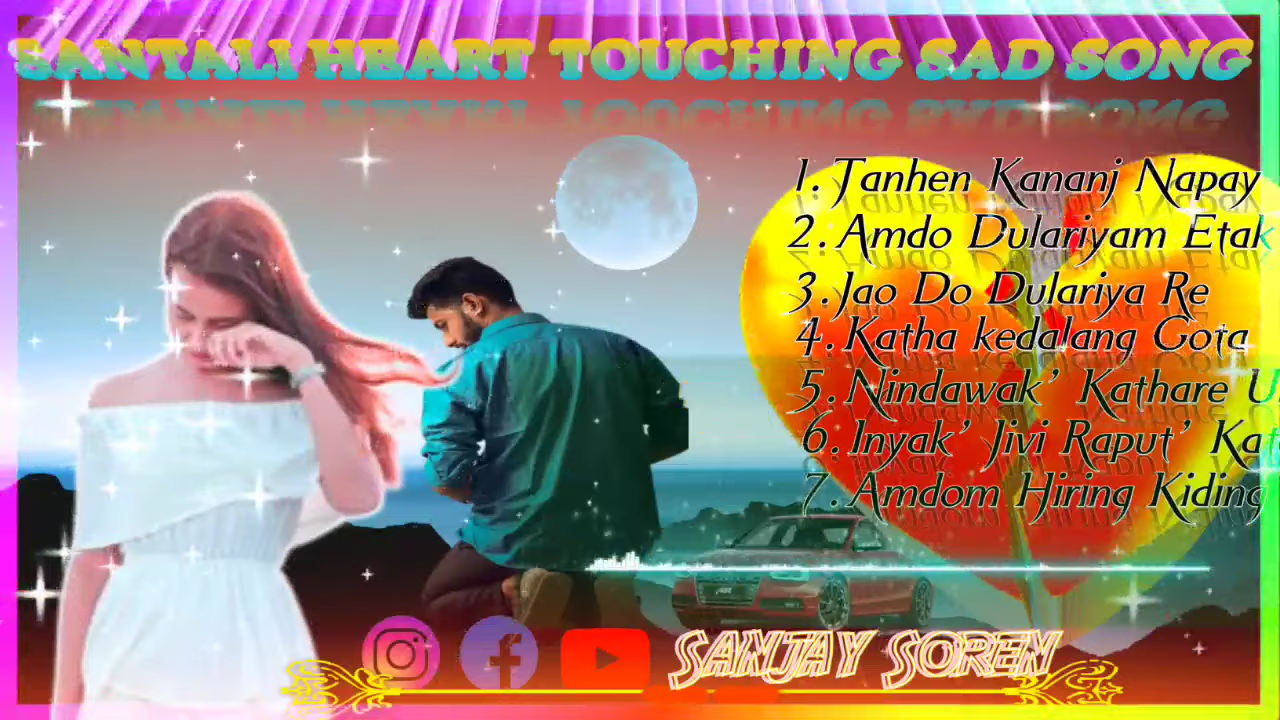 SANTALI HEART TOUCHING SAD SONG
1. Tanhen Kananj Napay
2. Amdo Dulariyam Etak
3. Jao Do Dulariya Re
4. Katha kedalang Gota
5. Nindawak' Kathare
6. Inyak' Jivi Raput'
7. Amdom Hiring Kiding
SANJAY SOREN